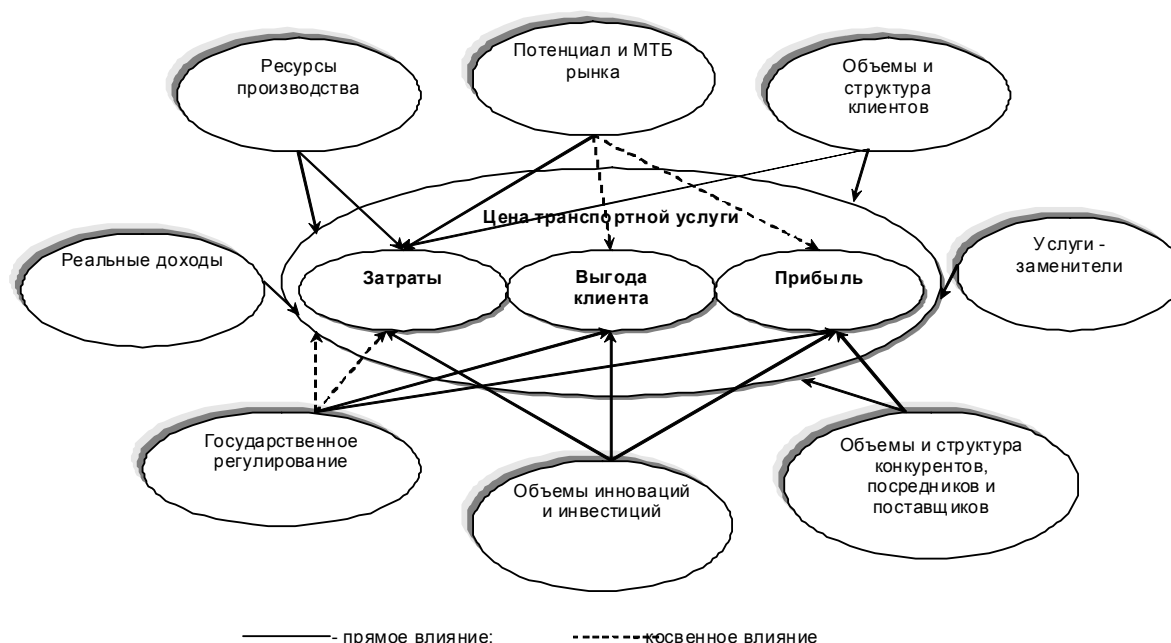 Ресурсы
производства
Потенциал и МТБ
рынка
Объемы и
структура
клиентов
Цена транспортной услуги
Реальные доходы
Затраты
Выгода
клиента
Прибыль
Услуги -
заменители
Государственное
регулирование
Объемы инноваций
и инвестиций
Объемы и структура
конкурентов,
посредников и
поставщиков
- прямое влияние;
косвенное влияние